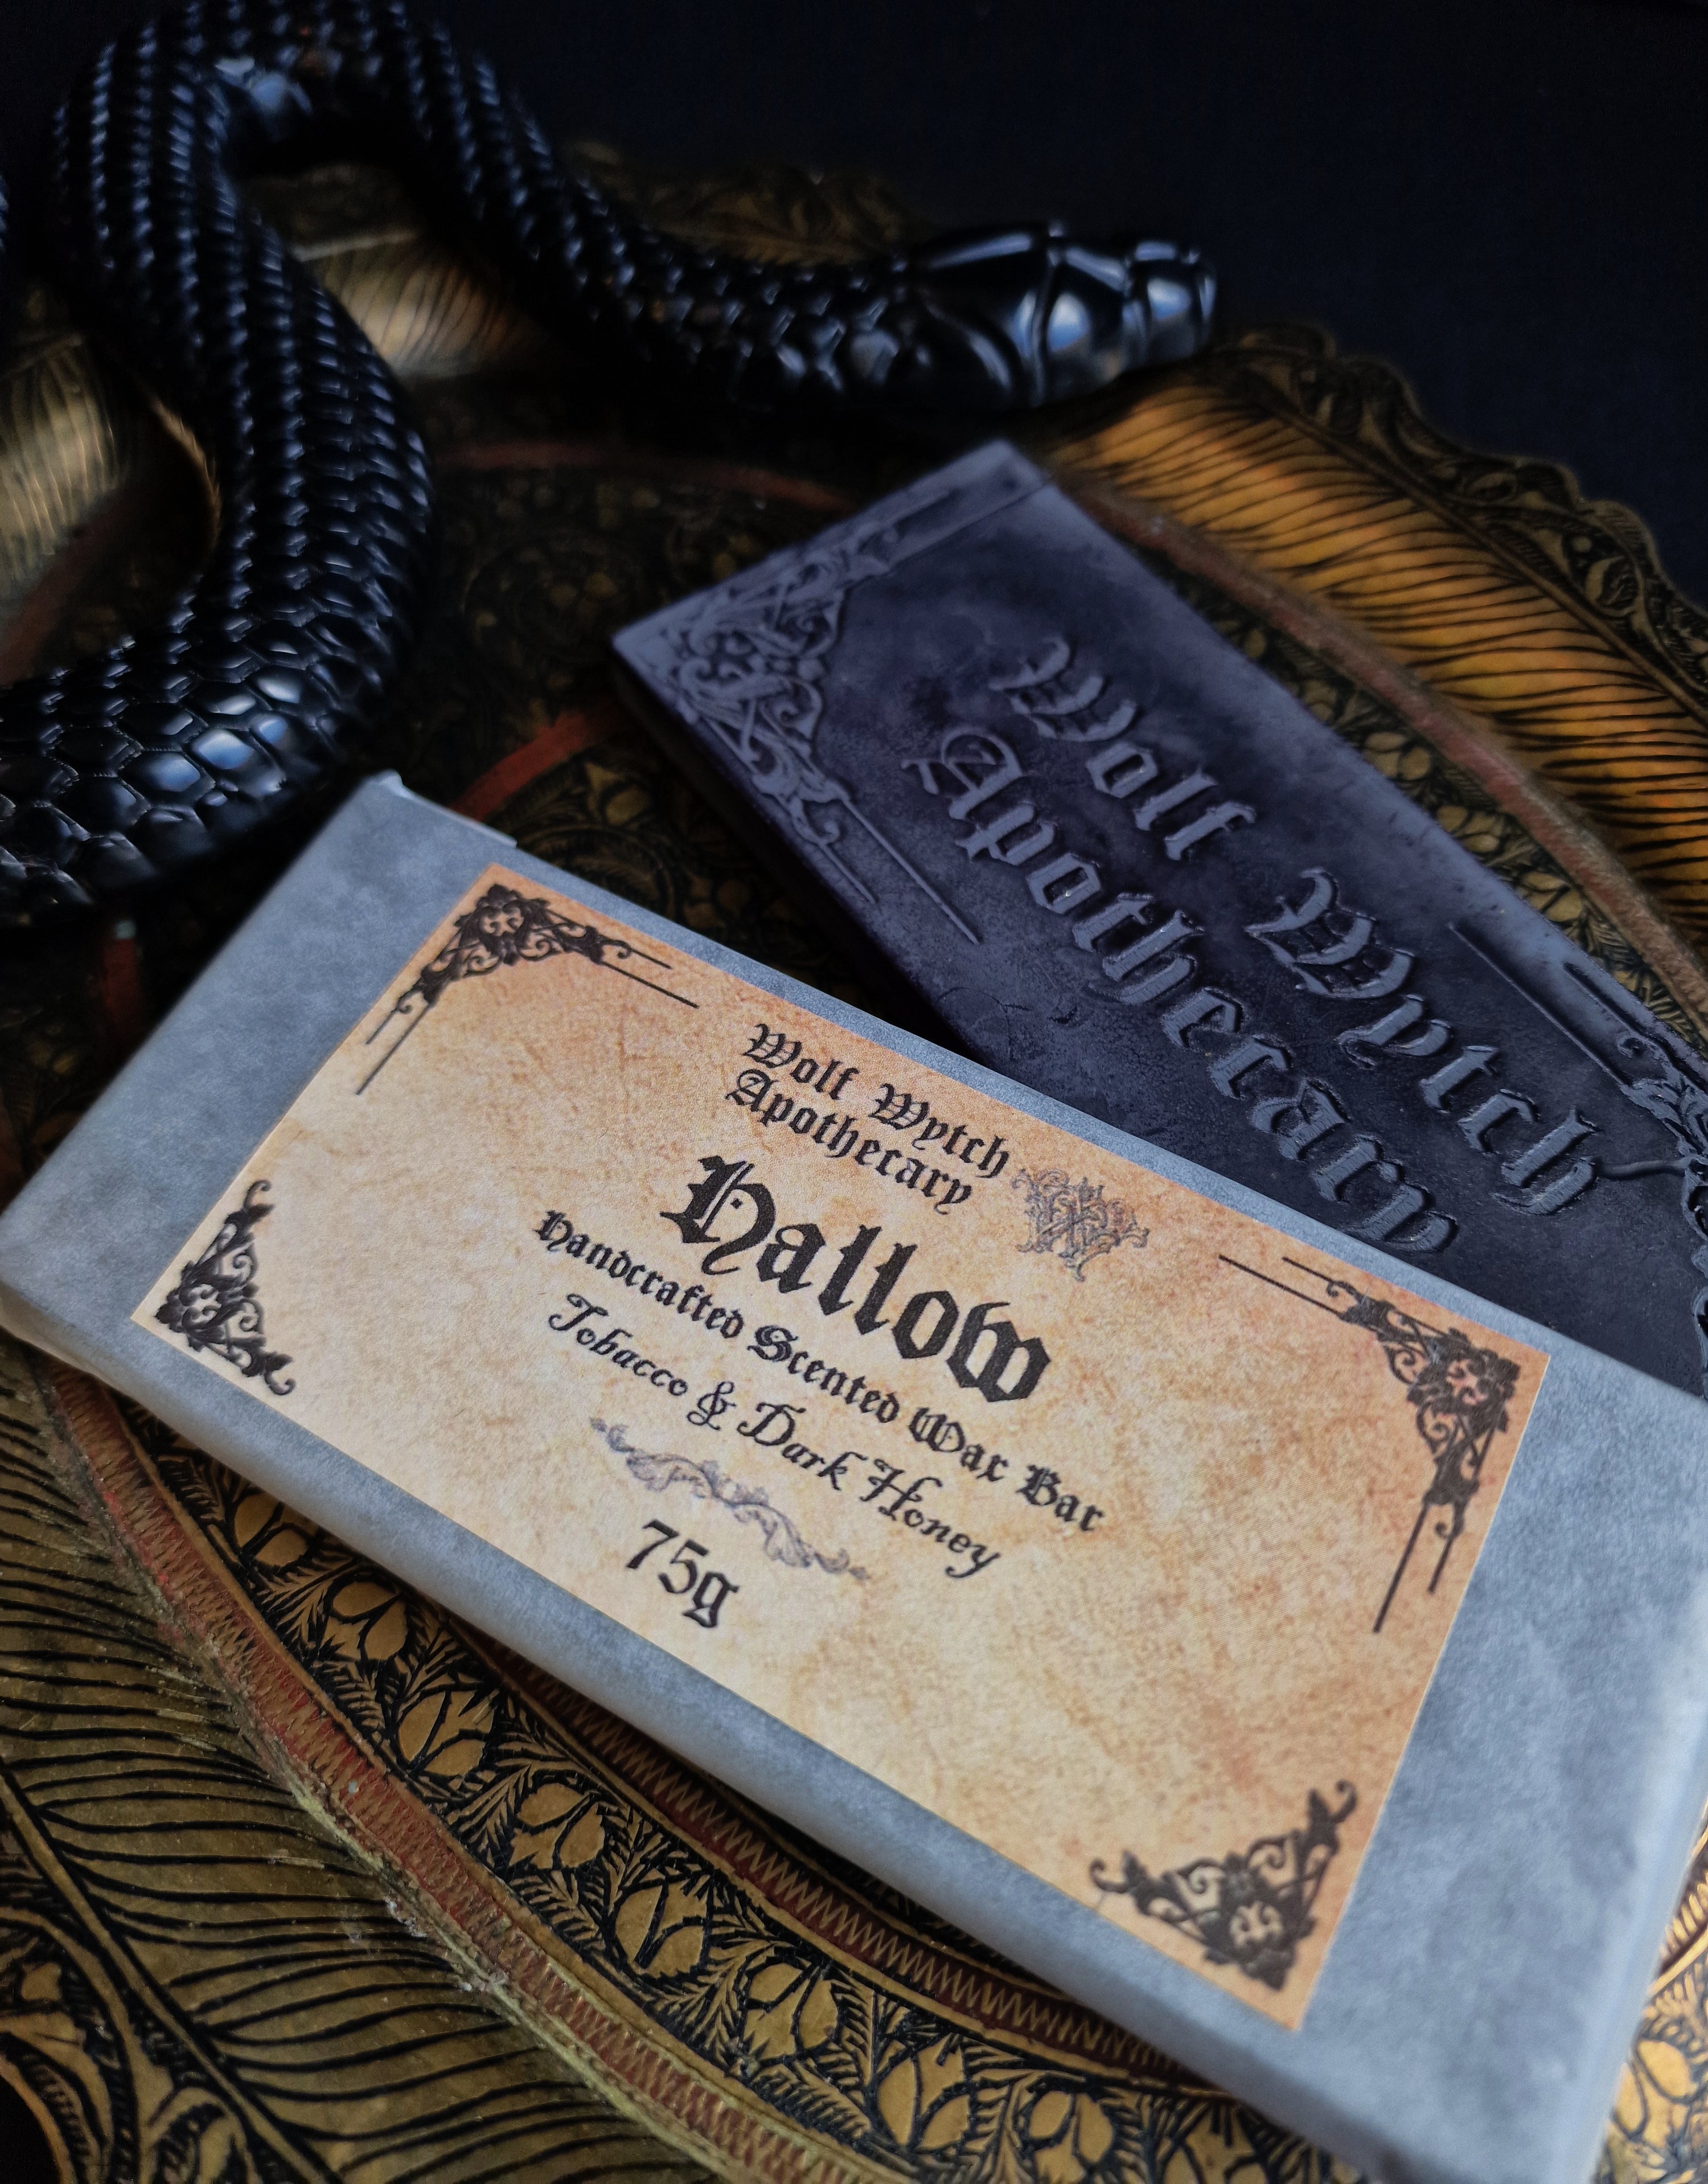 Wolf Wytch
Apothecary
Wolf Wytch
Apothecary
Hallow
Handcrafted Scented Wax Bar
Tobacco & Dark Honey
75g